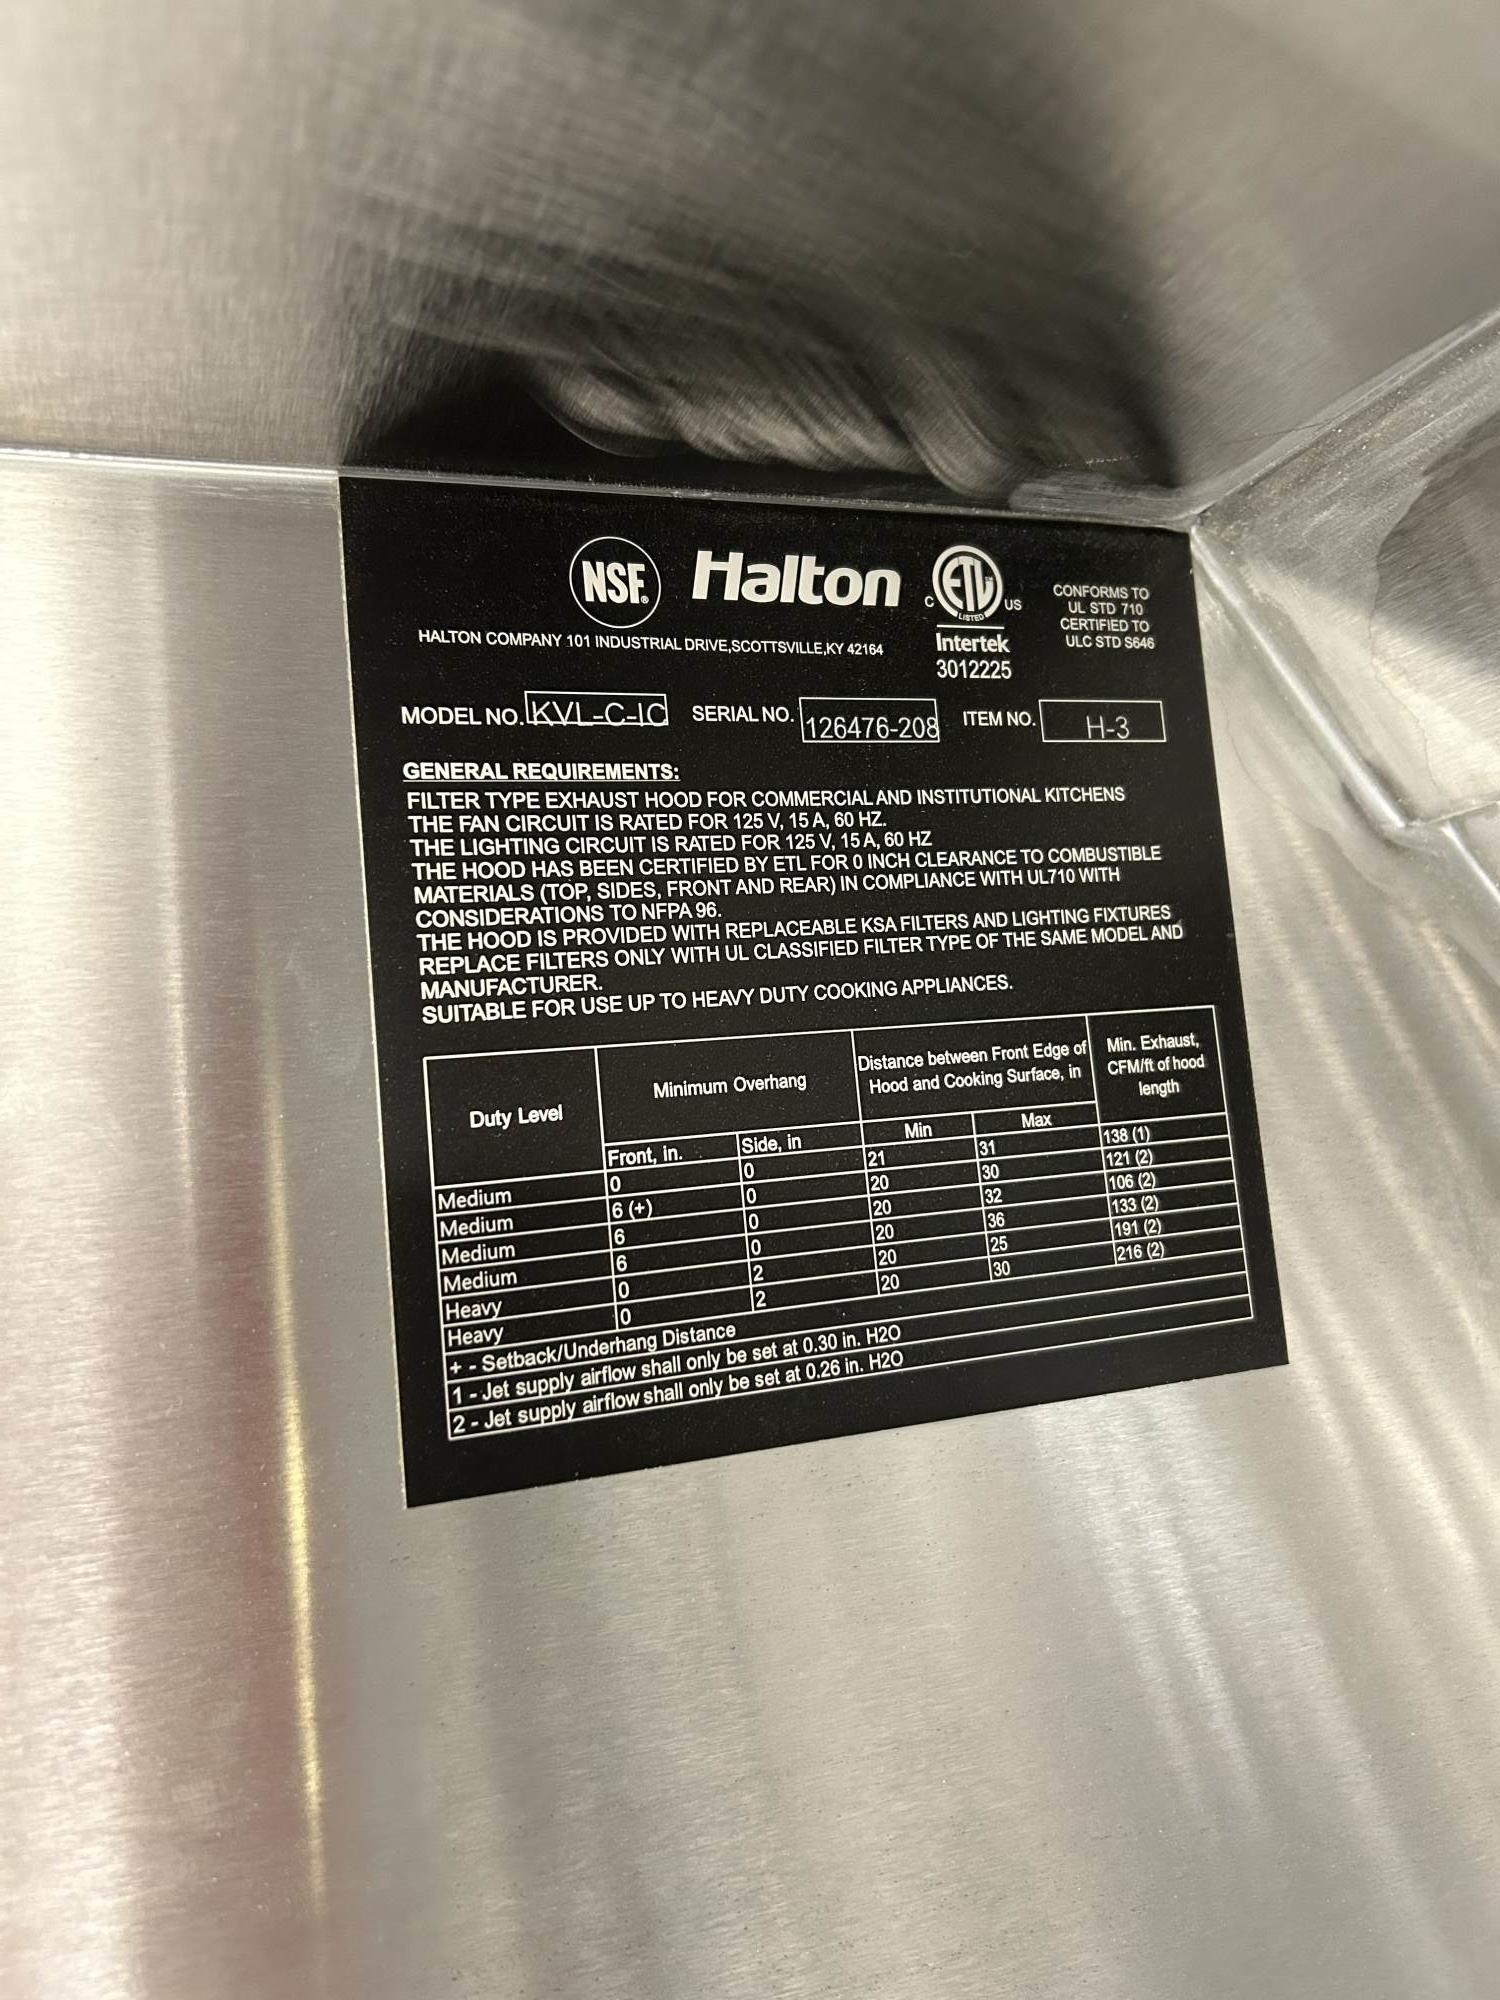 NSF® Halton
C ETL LISTED US
Intertek
3012225
CONFORMS TO
UL STD 710
CERTIFIED TO
ULC STD S646
HALTON COMPANY 101 INDUSTRIAL DRIVE,SCOTTSVILLE,KY 42164
MODEL NO. KVL-C-IC SERIAL NO. 126476-208 ITEM NO. H-3
GENERAL REQUIREMENTS:
FILTER TYPE EXHAUST HOOD FOR COMMERCIAL AND INSTITUTIONAL KITCHENS
THE FAN CIRCUIT IS RATED FOR 125 V, 15 A, 60 HZ.
THE LIGHTING CIRCUIT IS RATED FOR 125 V, 15 A, 60 HZ
THE HOOD HAS BEEN CERTIFIED BY ETL FOR 0 INCH CLEARANCE TO COMBUSTIBLE
MATERIALS (TOP, SIDES, FRONT AND REAR) IN COMPLIANCE WITH UL710 WITH
CONSIDERATIONS TO NFPA 96.
THE HOOD IS PROVIDED WITH REPLACEABLE KSA FILTERS AND LIGHTING FIXTURES
REPLACE FILTERS ONLY WITH UL CLASSIFIED FILTER TYPE OF THE SAME MODEL AND
MANUFACTURER.
SUITABLE FOR USE UP TO HEAVY DUTY COOKING APPLIANCES.
Duty Level
Minimum Overhang
Distance between Front Edge of
Hood and Cooking Surface, in
Min. Exhaust,
CFM/ft of hood
length
Front, in. Side, in Min Max
Medium 0 0 21 31 138 (1)
Medium 6 (+) 0 20 30 121 (2)
Medium 6 0 20 32 106 (2)
Medium 6 0 20 36 133 (2)
Heavy 0 2 20 25 191 (2)
Heavy 0 2 20 30 216 (2)
+ - Setback/Underhang Distance
1 - Jet supply airflow shall only be set at 0.30 in. H2O
2 - Jet supply airflow shall only be set at 0.26 in. H2O